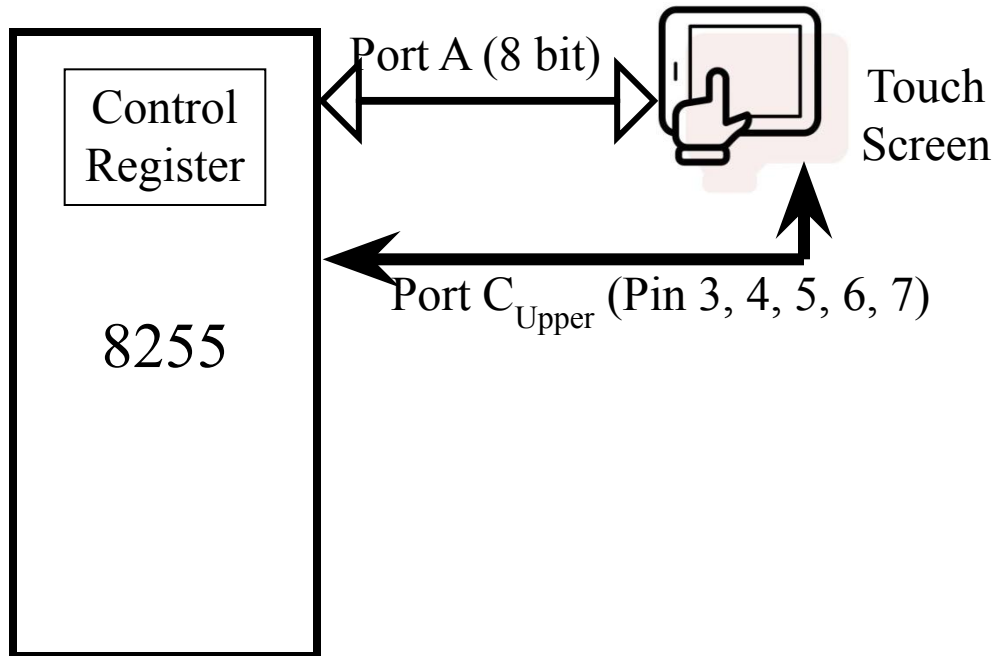 Port A (8 bit)
Control
Register
Touch
Screen
Port C_Upper (Pin 3, 4, 5, 6, 7)
8255